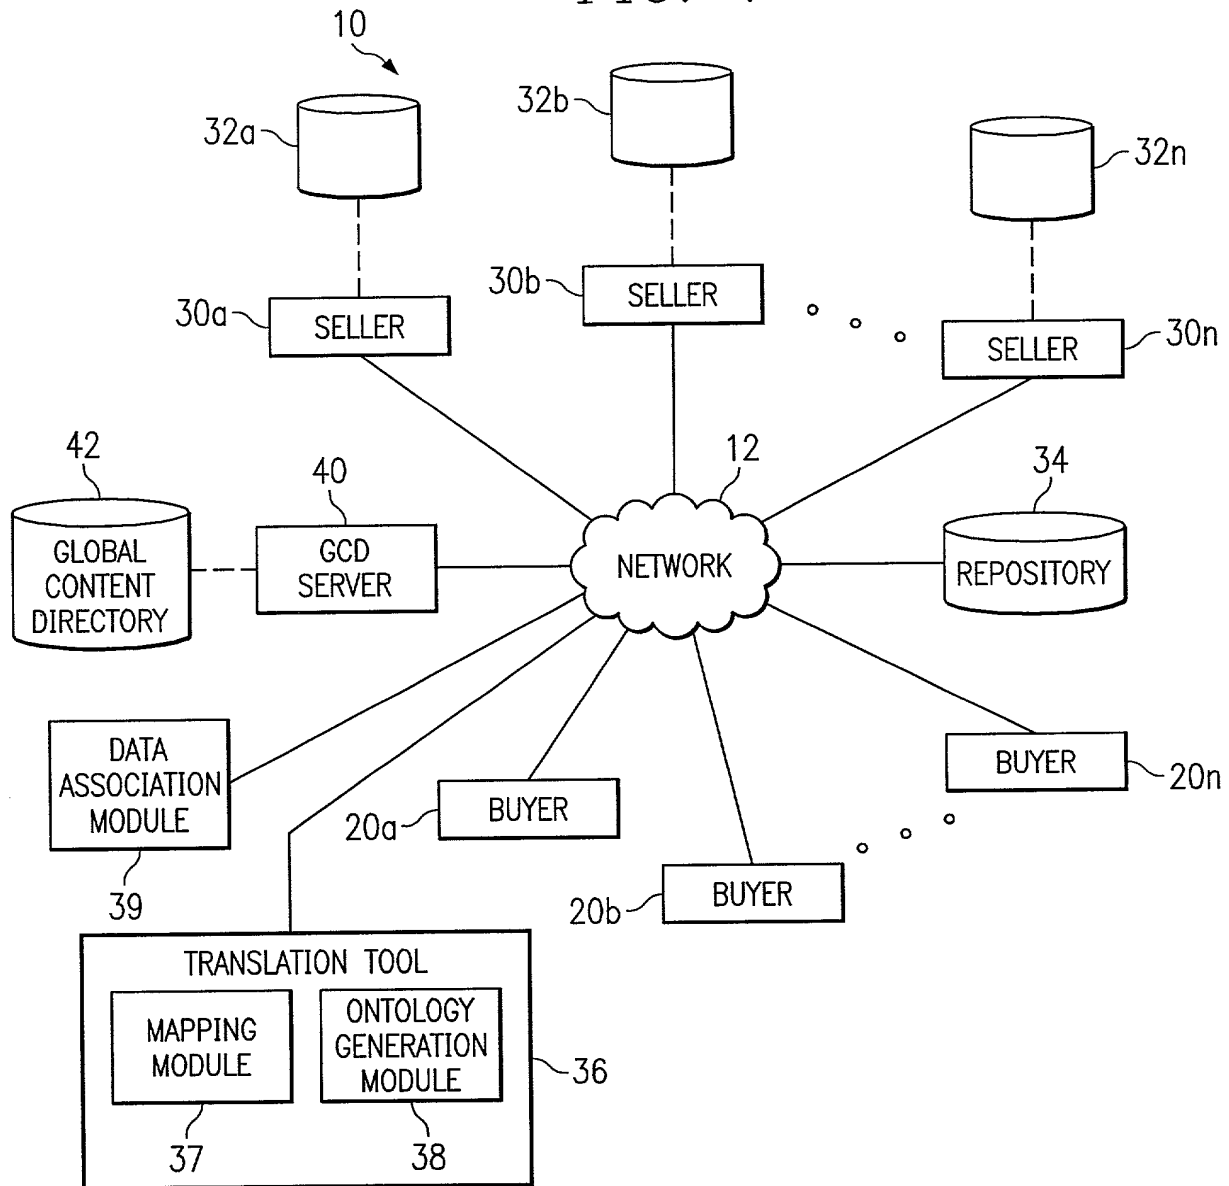 10
32a
32b
32n
30a
SELLER
30b
SELLER
30n
SELLER
42
GLOBAL
CONTENT
DIRECTORY
40
GCD
SERVER
12
NETWORK
34
REPOSITORY
DATA
ASSOCIATION
MODULE
39
20a
BUYER
20b
BUYER
BUYER
20n
TRANSLATION TOOL
MAPPING
MODULE
37
ONTOLOGY
GENERATION
MODULE
38
36